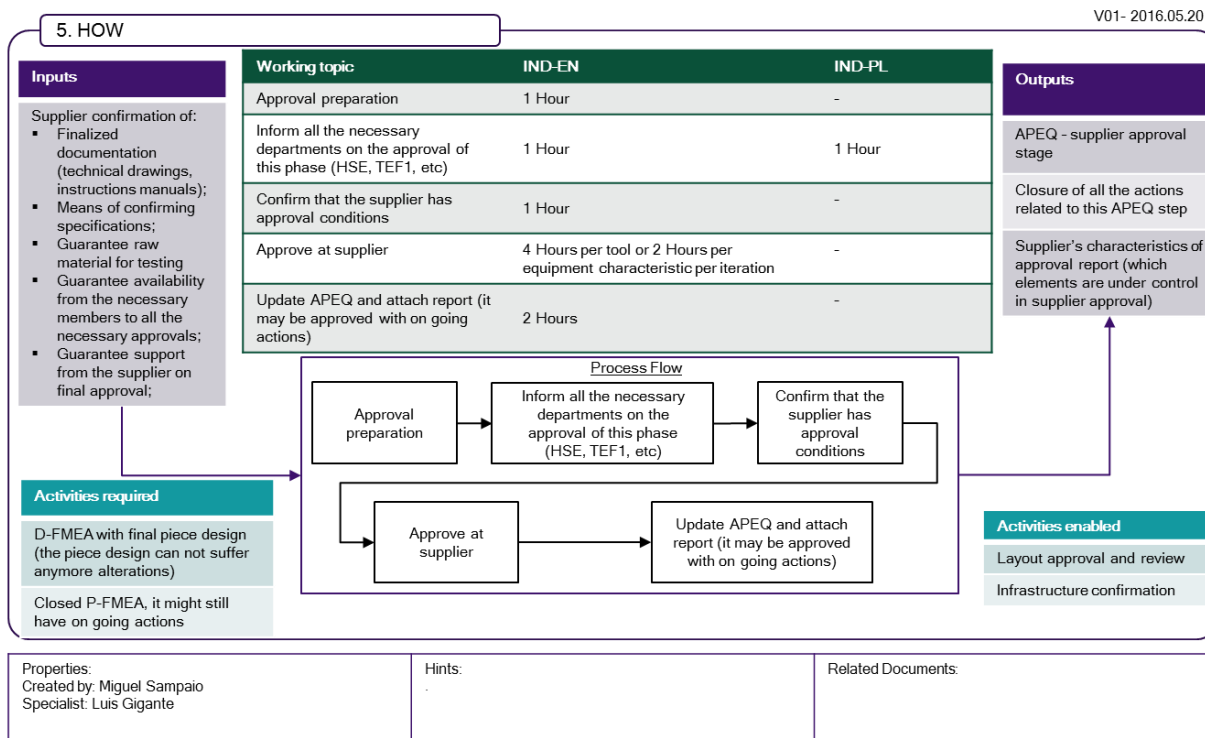 V01- 2016.05.20
5. HOW
Inputs
Supplier confirmation of:
▪ Finalized
documentation
(technical drawings,
instructions manuals);
▪ Means of confirming
specifications;
▪ Guarantee raw
material for testing
▪ Guarantee availability
from the necessary
members to all the
necessary approvals;
▪ Guarantee support
from the supplier on
final approval;
Working topic IND-EN IND-PL
Approval preparation 1 Hour -
Inform all the necessary
departments on the approval of 1 Hour 1 Hour
this phase (HSE, TEF1, etc)
Confirm that the supplier has
approval conditions 1 Hour -
Approve at supplier 4 Hours per tool or 2 Hours per -
equipment characteristic per iteration
Update APEQ and attach report (it -
may be approved with on going 2 Hours
actions)
Outputs
APEQ - supplier approval
stage
Closure of all the actions
related to this APEQ step
Supplier's characteristics of
approval report (which
elements are under control
in supplier approval)
Process Flow
Approval
preparation
Inform all the necessary
departments on the
approval of this phase
(HSE, TEF1, etc)
Confirm that the
supplier has
approval
conditions
Approve at
supplier
Update APEQ and attach
report (it may be approved
with on going actions)
Activities required
D-FMEA with final piece design
(the piece design can not suffer
anymore alterations)
Closed P-FMEA, it might still
have on going actions
Activities enabled
Layout approval and review
Infrastructure confirmation
Properties:
Created by: Miguel Sampaio
Specialist: Luis Gigante
Hints:
.
Related Documents: